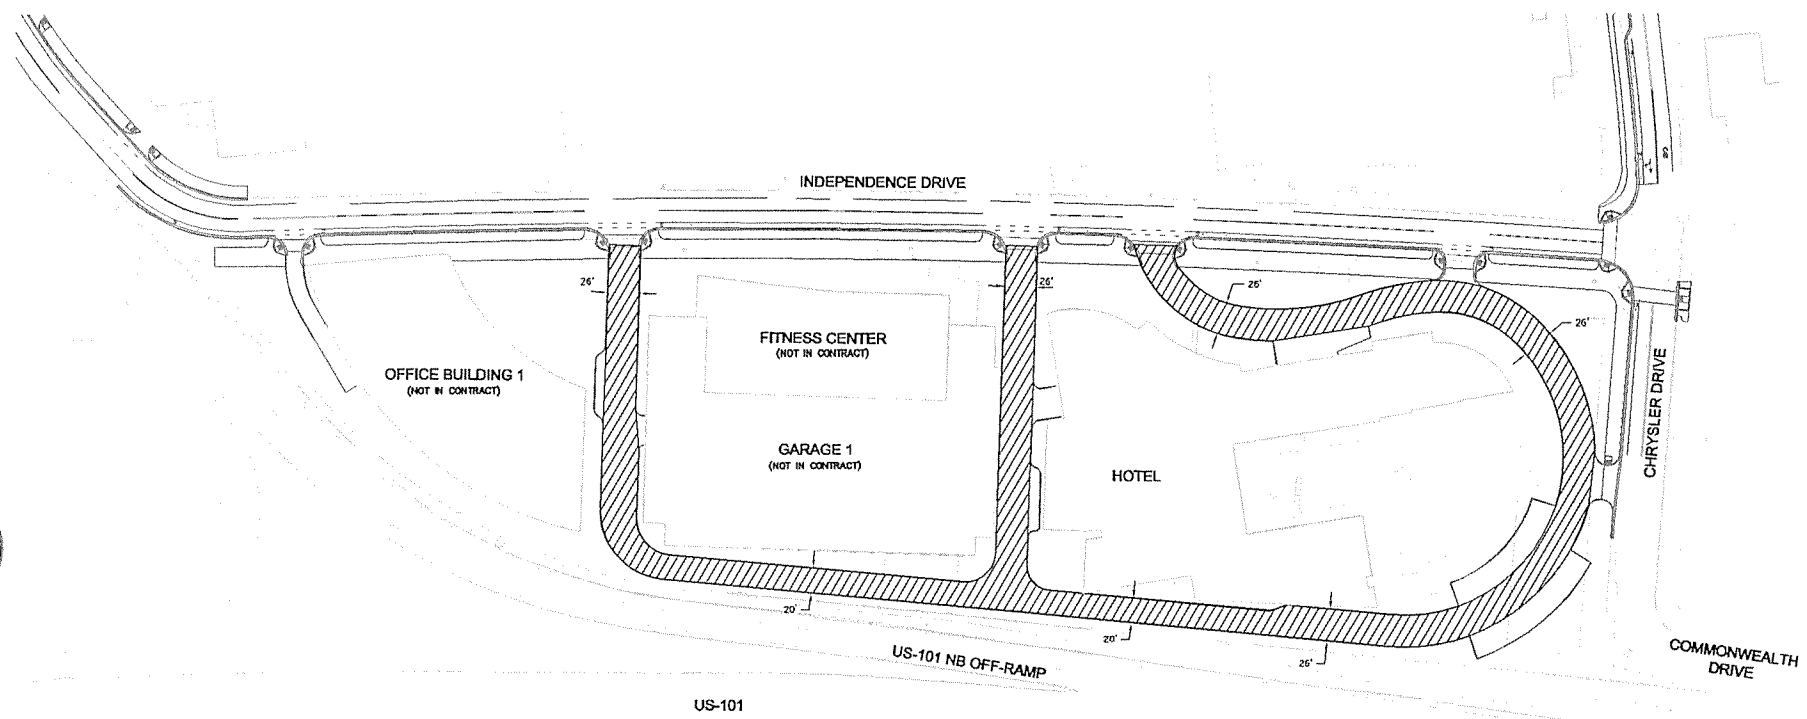 INDEPENDENCE DRIVE
26'
26'
26'
26'
FITNESS CENTER
(NOT IN CONTRACT)
OFFICE BUILDING 1
(NOT IN CONTRACT)
CHRYSLER DRIVE
GARAGE 1
(NOT IN CONTRACT)
HOTEL
20'
20'
26'
US-101 NB OFF-RAMP
COMMONWEALTH
DRIVE
US-101